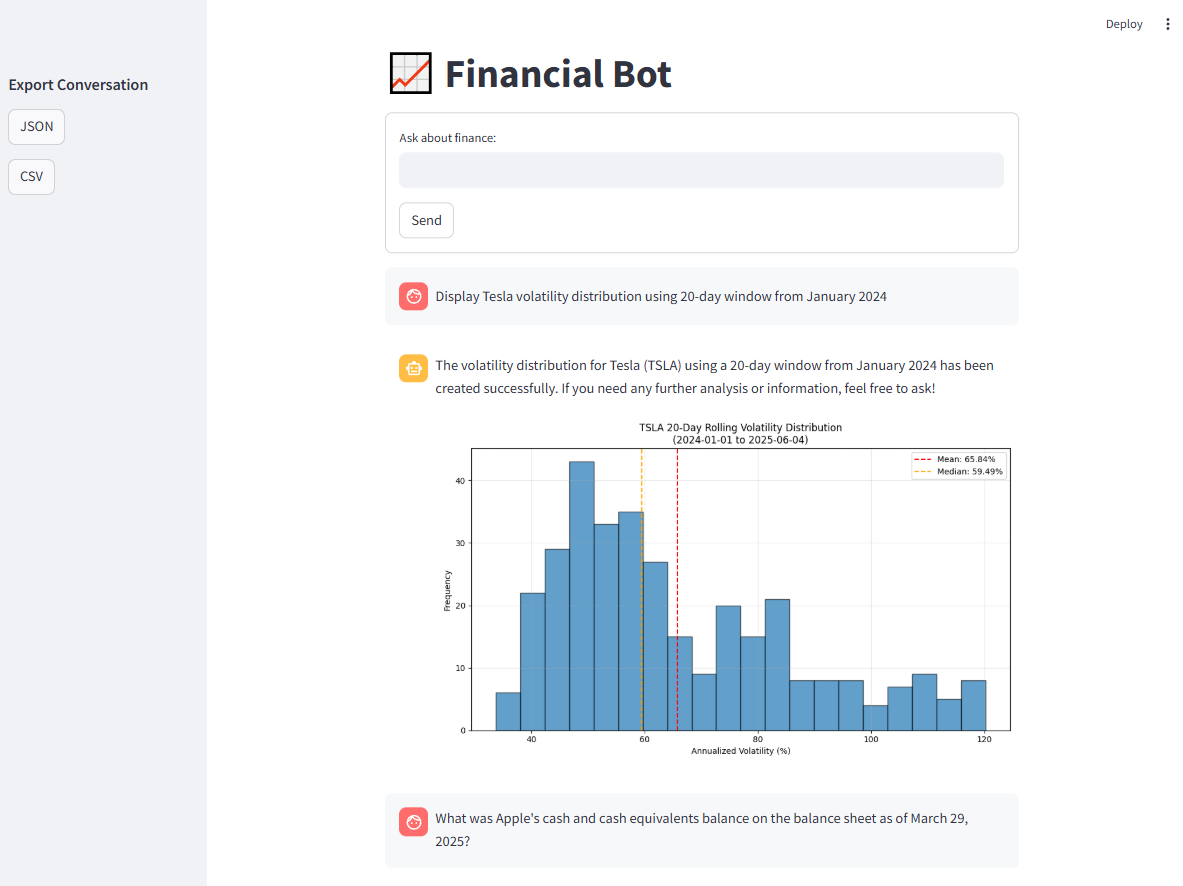 Deploy
Export Conversation
JSON
CSV
Financial Bot
Ask about finance:
Send
Display Tesla volatility distribution using 20-day window from January 2024
The volatility distribution for Tesla (TSLA) using a 20-day window from January 2024 has been
created successfully. If you need any further analysis or information, feel free to ask!
TSLA 20-Day Rolling Volatility Distribution
(2024-01-01 to 2025-06-04)
Mean: 65.84%
Median: 59.49%
Frequency
40
30
20
10
0
40 60 80 100 120
Annualized Volatility (%)
What was Apple's cash and cash equivalents balance on the balance sheet as of March 29,
2025?